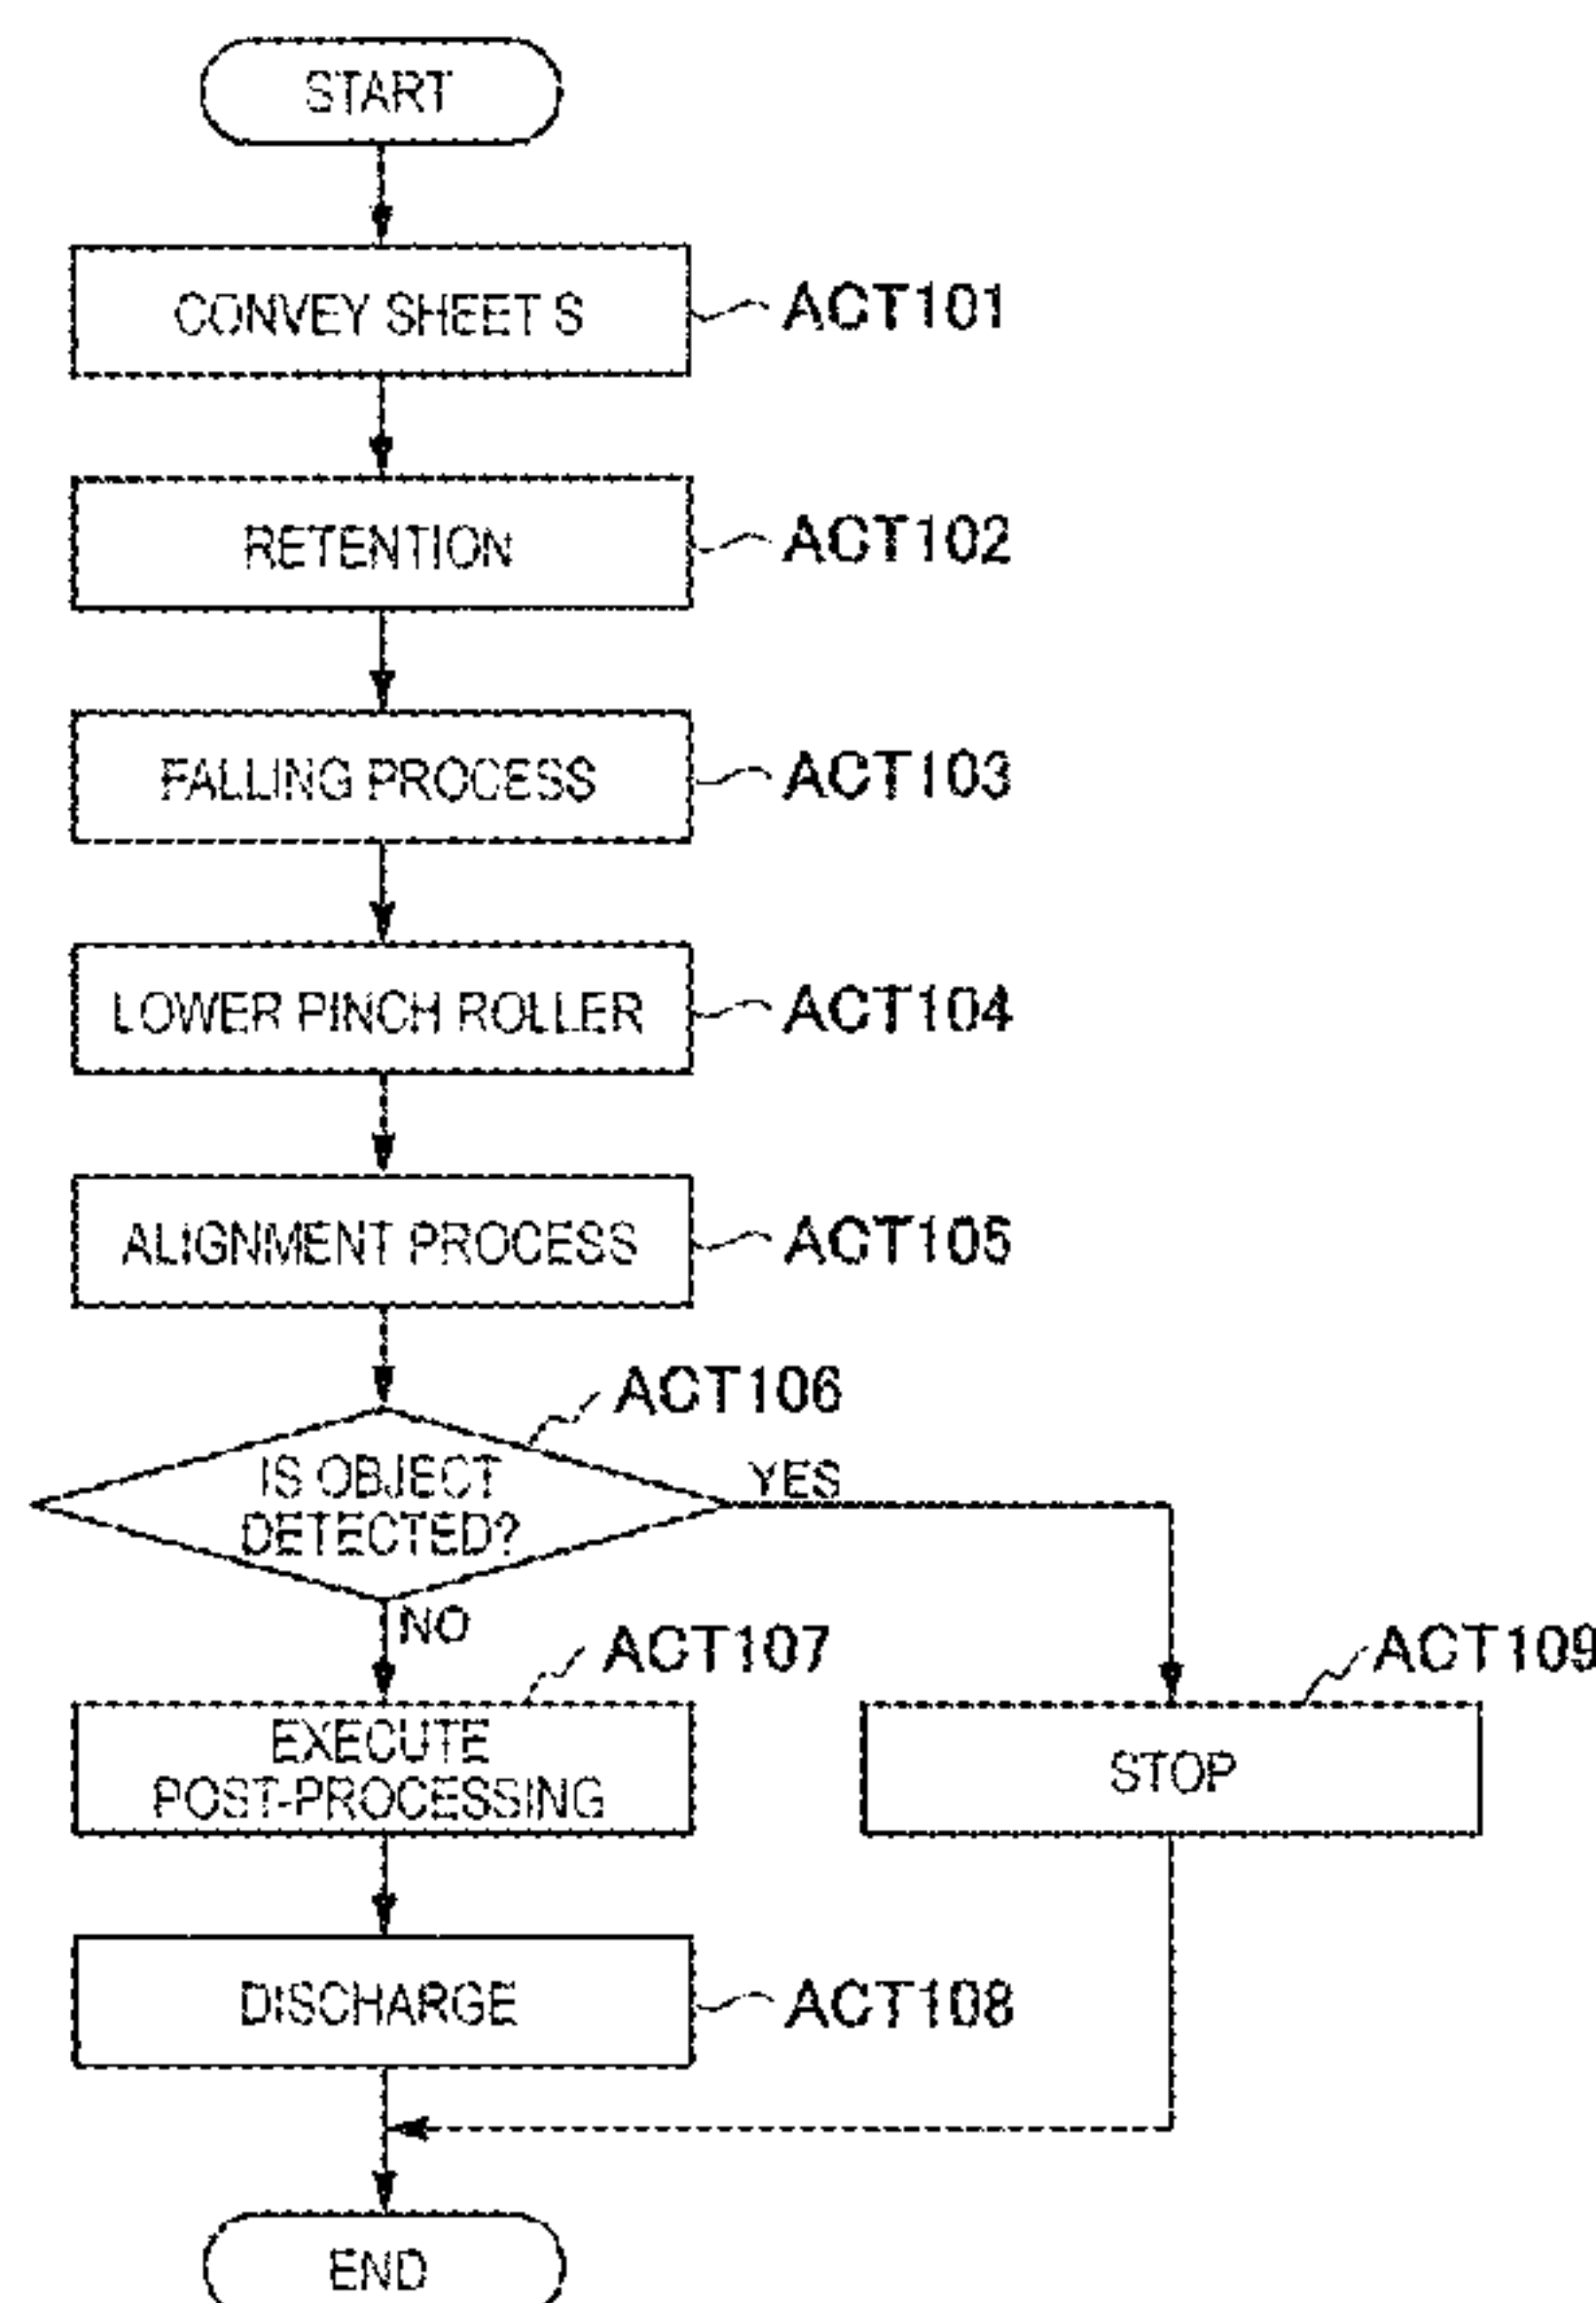 START
CONVEY SHEET S
ACT101
RETENTION
ACT102
FALLING PROCESS
ACT103
LOWER PINCH ROLLER
ACT104
ALIGNMENT PROCESS
ACT105
ACT106
IS OBJECT
DETECTED?
YES
NO
ACT107
ACT109
EXECUTE
POST-PROCESSING
STOP
DISCHARGE
ACT108
END